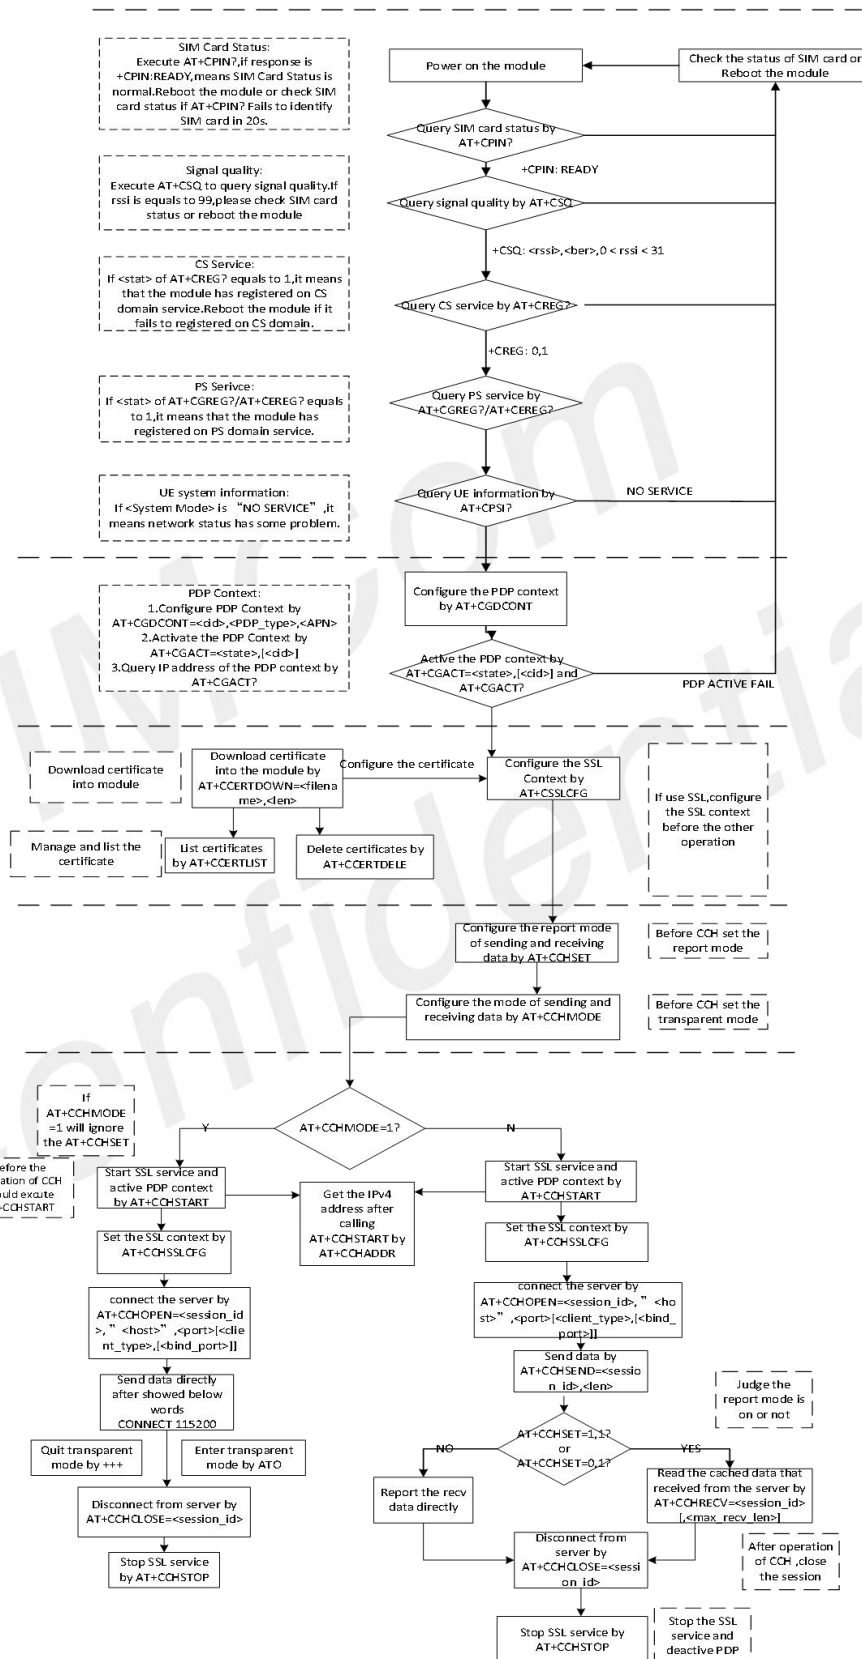 SIM Card Status:
Execute AT+CPIN?,if response is
+CPIN:READY,means SIM Card Status is
normal.Reboot the module or check SIM
card status if AT+CPIN? Fails to identify
SIM card in 20s.
Power on the module
Check the status of SIM card or
Reboot the module
Query SIM card status by
AT+CPIN?
+CPIN: READY
Signal quality:
Execute AT+CSQ to query signal quality.If
rssi is equals to 99,please check SIM card
status or reboot the module
Query signal quality by AT+CSQ
+CSQ: <rssi>,<ber>,0 < rssi < 31
CS Service:
If <stat> of AT+CREG? equals to 1,it means
that the module has registered on CS
domain service.Reboot the module if it
fails to registered on CS domain.
Query CS service by AT+CREG?
+CREG: 0,1
PS Serivce:
If <stat> of AT+CGREG?/AT+CEREG? equals
to 1,it means that the module has
registered on PS domain service.
Query PS service by
AT+CGREG?/AT+CEREG?
UE system information:
If <System Mode> is “NO SERVICE” ,it
means network status has some problem.
Query UE information by
AT+CPSI?
NO SERVICE
PDP Context:
1.Configure PDP Context by
AT+CGDCONT=<cid>,<PDP_type>,<APN>
2.Activate the PDP Context by
AT+CGACT=<state>,[<cid>]
3.Query IP address of the PDP context by
AT+CGACT?
Configure the PDP context
by AT+CGDCONT
Active the PDP context by
AT+CGACT=<state>,[<cid>] and
AT+CGACT?
PDP ACTIVE FAIL
Download certificate
into module
Download certificate
into the module by
AT+CCERTDOWN=<filena
me>,<len>
Configure the certificate
Configure the SSL
Context by
AT+CSSLCFG
If use SSL,configure
the SSL context
before the other
operation
Manage and list the
certificate
List certificates
by AT+CCERTLIST
Delete certificates by
AT+CCERTDELE
Configure the report mode
of sending and receiving
data by AT+CCHSET
Before CCH set the
report mode
Configure the mode of sending and
receiving data by AT+CCHMODE
Before CCH set the
transparent mode
If
AT+CCHMODE
=1 will ignore
the AT+CCHSET
AT+CCHMODE=1?
Y
N
efore the
ation of CCH
ould excute
+CCHSTART
Start SSL service and
active PDP context
by AT+CCHSTART
Get the IPv4
address after
calling
AT+CCHSTART by
AT+CCHADDR
Start SSL service and
active PDP context by
AT+CCHSTART
Set the SSL context by
AT+CCHSSLCFG
Set the SSL context by
AT+CCHSSLCFG
connect the server by
AT+CCHOPEN=<session_id
>, ” <host>” ,<port>[<clie
nt_type>,[<bind_port>]]
connect the server by
AT+CCHOPEN=<session_id>, ” <ho
st>” ,<port>[<client_type>,[<bind_
port>]]
Send data directly
after showed below
words
CONNECT 115200
Send data by
AT+CCHSEND=<sessio
n_id>,<len>
Judge the
report mode is
on or not
Quit transparent
mode by +++
Enter transparent
mode by ATO
AT+CCHSET=1,1?
or
AT+CCHSET=0,1?
NO
YES
Disconnect from server by
AT+CCHCLOSE=<session_id>
Report the recv
data directly
Read the cached data that
received from the server by
AT+CCHRECV=<session_id>
[,<max_recv_len>]
Stop SSL service
by AT+CCHSTOP
Disconnect from
server by
AT+CCHCLOSE=<sessi
on_id>
After operation
of CCH ,close
the session
Stop SSL service by
AT+CCHSTOP
Stop the SSL
service and
deactive PDP
IMCom
onfidentia